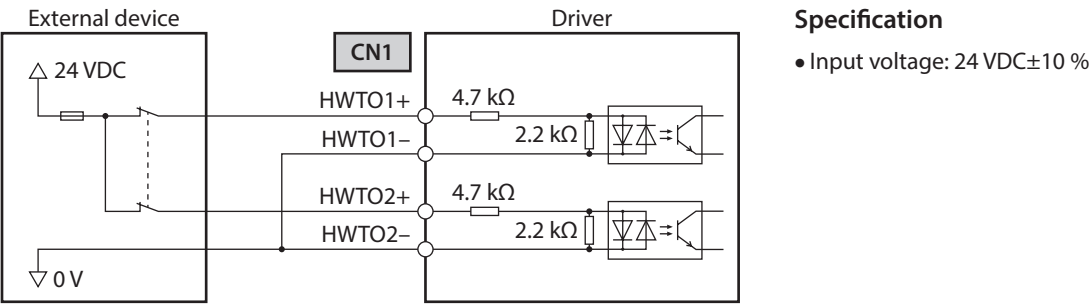 External device
Driver
Specification
CN1
• Input voltage: 24 VDC±10 %
24 VDC
HWTO1+
4.7 kΩ
HWTO1−
2.2 kΩ
HWTO2+
4.7 kΩ
HWTO2−
2.2 kΩ
0 V